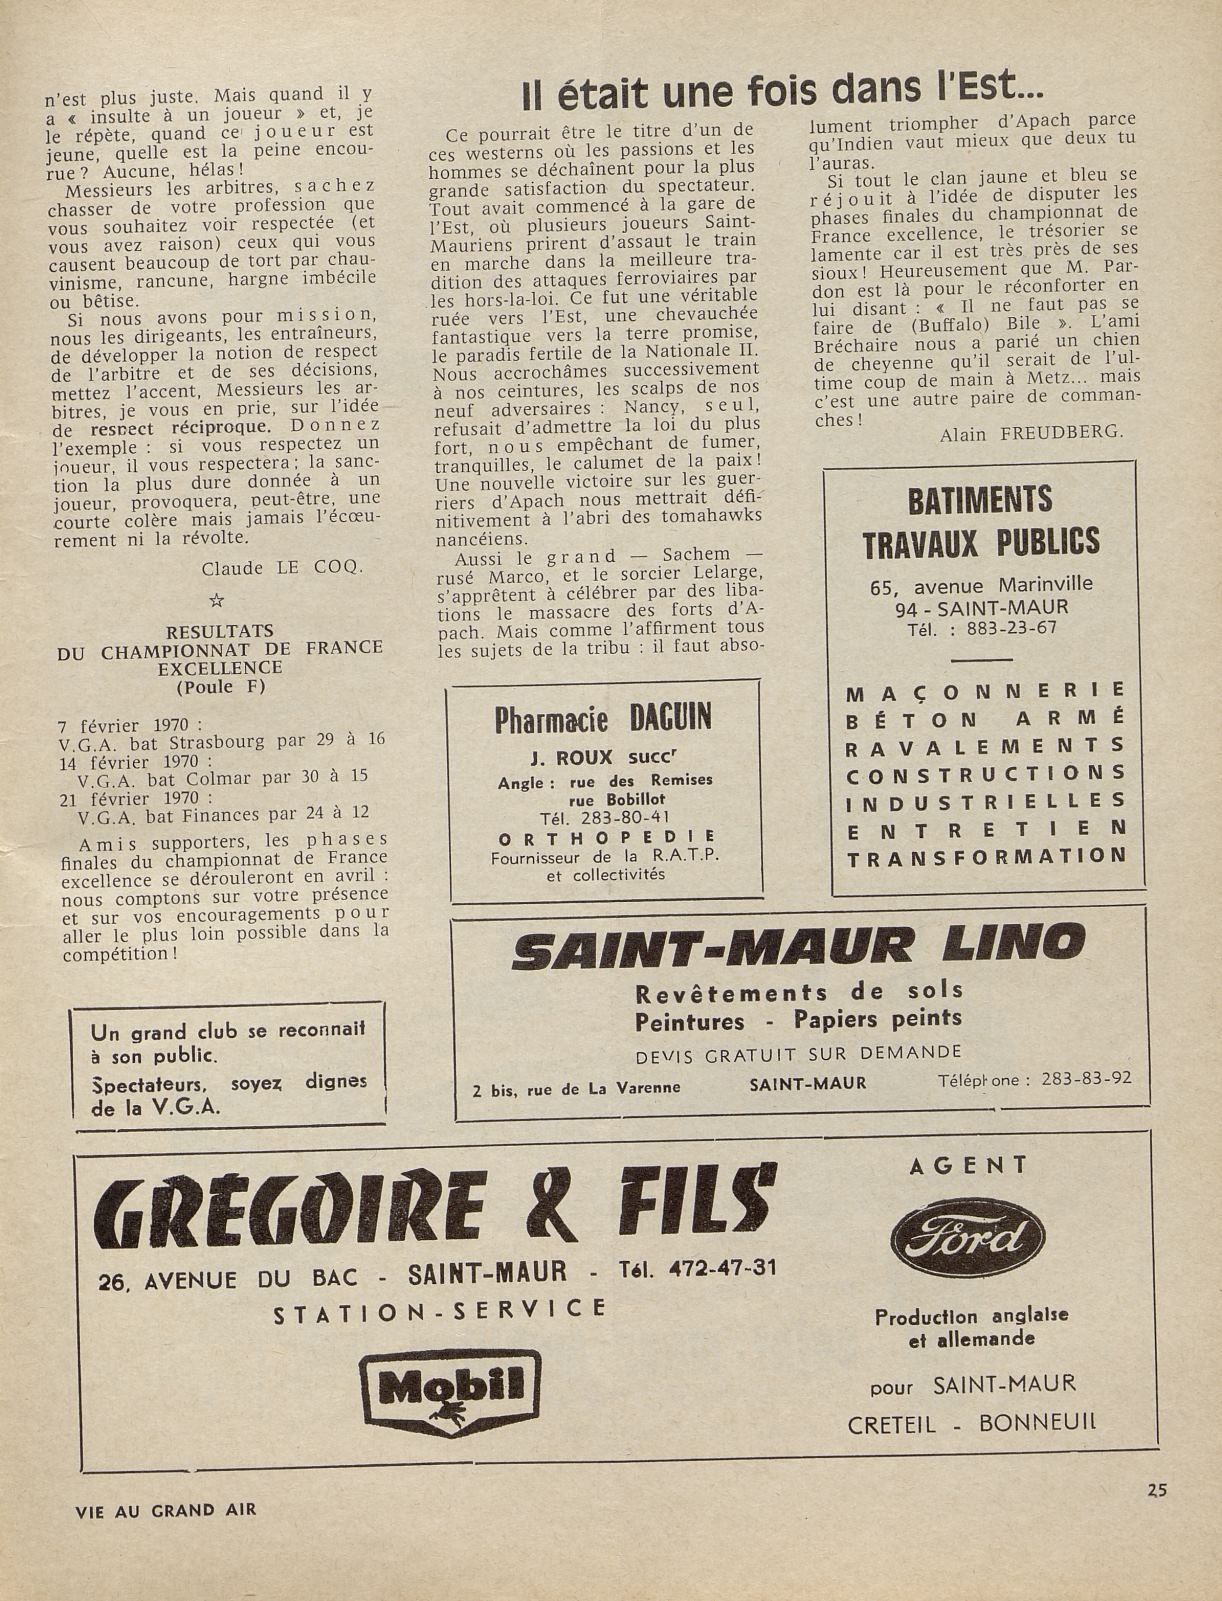 n'est plus juste. Mais quand il y
a « insulte à un joueur » et, je
le répète, quand ce joueur est
jeune, quelle est la peine encou-
rue ? Aucune, hélas !
Messieurs les arbitres, sachez
chasser de votre profession que
vous souhaitez voir respectée (et
vous avez raison) ceux qui vous
causent beaucoup de tort par chau-
vinisme, rancune, hargne imbécile
ou bêtise.
Si nous avons pour mission,
nous les dirigeants, les entraîneurs,
de développer la notion de respect
de l'arbitre et de ses décisions,
mettez l'accent, Messieurs les ar-
bitres, je vous en prie, sur l'idée
de respect réciproque. Donnez
l'exemple : si vous respectez un
joueur, il vous respectera ; la sanc-
tion la plus dure donnée à un
joueur, provoquera, peut-être, une
courte colère mais jamais l'écœu-
rement ni la révolte.
Claude LE COQ.
☆
RESULTATS
DU CHAMPIONNAT DE FRANCE
EXCELLENCE
(Poule F)
7 février 1970 :
V.G.A. bat Strasbourg par 29 à 16
14 février 1970 :
V.G.A. bat Colmar par 30 à 15
21 février 1970 :
V.G.A. bat Finances par 24 à 12
Amis supporters, les phases
finales du championnat de France
excellence se dérouleront en avril :
nous comptons sur votre présence
et sur vos encouragements pour
aller le plus loin possible dans la
compétition !
Un grand club se reconnait
à son public.
Spectateurs, soyez dignes
de la V.G.A.
Il était une fois dans l'Est...
Ce pourrait être le titre d'un de
ces westerns où les passions et les
hommes se déchaînent pour la plus
grande satisfaction du spectateur.
Tout avait commencé à la gare de
l'Est, où plusieurs joueurs Saint-
Mauriens prirent d'assaut le train
en marche dans la meilleure tra-
dition des attaques ferroviaires par
les hors-la-loi. Ce fut une véritable
ruée vers l'Est, une chevauchée
fantastique vers la terre promise,
le paradis fertile de la Nationale II.
Nous accrochâmes successivement
à nos ceintures, les scalps de nos
neuf adversaires : Nancy, seul,
refusait d'admettre la loi du plus
fort, nous empêchant de fumer,
tranquilles, le calumet de la paix !
Une nouvelle victoire sur les guer-
riers d'Apach nous mettrait défi-
nitivement à l'abri des tomahawks
nancéiens.
Aussi le grand — Sachem —
rusé Marco, et le sorcier Lelarge,
s'apprêtent à célébrer par des liba-
tions le massacre des forts d'A-
pach. Mais comme l'affirment tous
les sujets de la tribu : il faut abso-
lument triompher d'Apach parce
qu'Indien vaut mieux que deux tu
l'auras.
Si tout le clan jaune et bleu se
réjouit à l'idée de disputer les
phases finales du championnat de
France excellence, le trésorier se
lamente car il est très près de ses
sioux ! Heureusement que M. Par-
don est là pour le réconforter en
lui disant : « Il ne faut pas se
faire de (Buffalo) Bile ». L'ami
Bréchaire nous a parié un chien
de cheyenne qu'il serait de l'ul-
time coup de main à Metz... mais
c'est une autre paire de comman-
ches !
Alain FREUDBERG.
BATIMENTS
TRAVAUX PUBLICS
65, avenue Marinville
94 - SAINT-MAUR
Tél. : 883-23-67
MAÇONNERIE
BÉTON ARMÉ
RAVALEMENTS
CONSTRUCTIONS
INDUSTRIELLES
ENTRETIEN
TRANSFORMATION
Pharmacie DAGUIN
J. ROUX succr
Angle : rue des Remises
rue Bobillot
Tél. 283-80-41
ORTHOPEDIE
Fournisseur de la R.A.T.P.
et collectivités
SAINT-MAUR LINO
Revêtements de sols
Peintures - Papiers peints
DEVIS GRATUIT SUR DEMANDE
2 bis, rue de La Varenne SAINT-MAUR Téléphone : 283-83-92
GRÉGOIRE & FILS
26, AVENUE DU BAC - SAINT-MAUR - Tél. 472-47-31
STATION-SERVICE
Mobil
AGENT
Ford
Production anglaise
et allemande
pour SAINT-MAUR
CRETEIL - BONNEUIL
VIE AU GRAND AIR
25